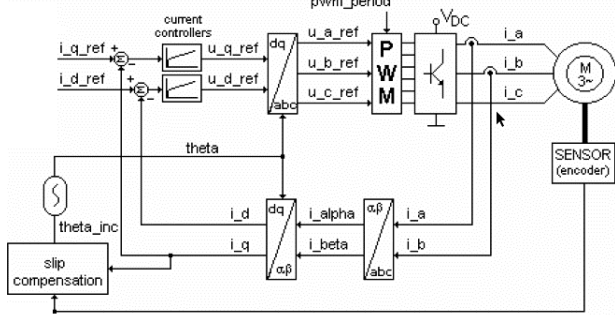 pwm_period
current
controllers
V DC
i_q_ref
u_q_ref
dq
u_a_ref
P
i_a
i_d_ref
u_d_ref
u_b_ref
W
i_b
M
3~
abc
u_c_ref
M
i_c
theta
SENSOR
(encoder)
dq
i_alpha
αβ
i_a
i_d
theta_inc
i_q
i_beta
i_b
αβ
abc
slip
compensation
+
−
Σ
+
−
Σ
∫